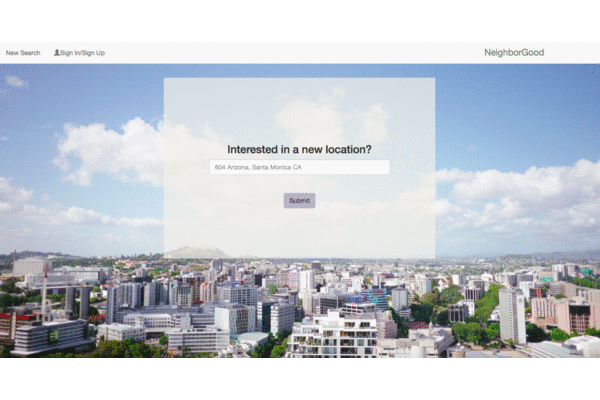 New Search
Sign In/Sign Up
NeighborGood
Interested in a new location?
604 Arizona, Santa Monica CA
Submit